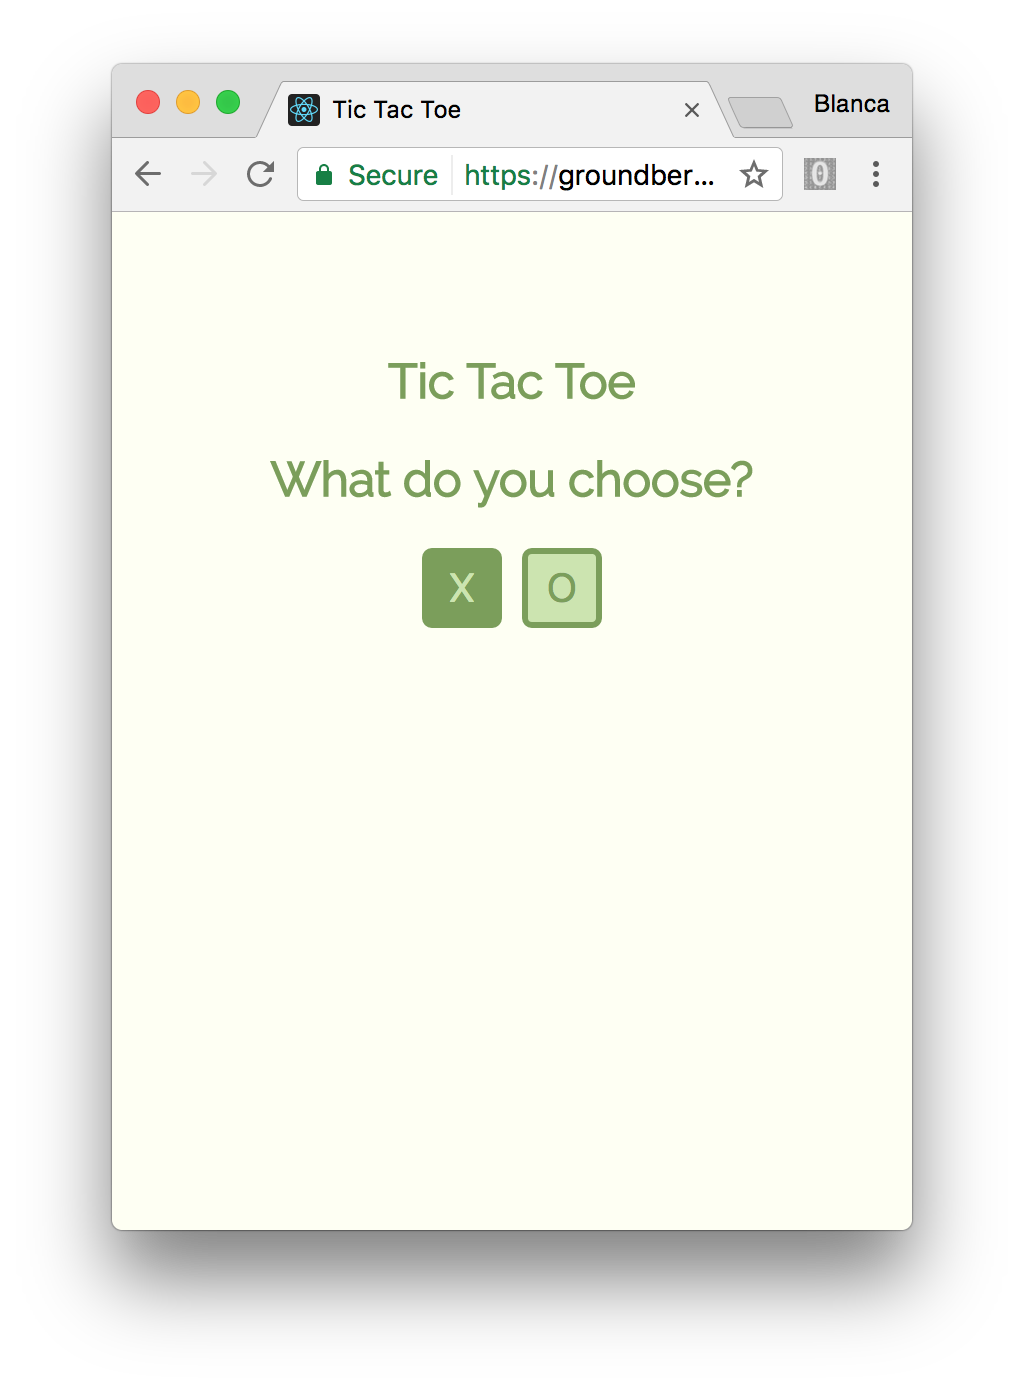 Tic Tac Toe
Blanca
Secure https://groundber...
0
Tic Tac Toe
What do you choose?
X O